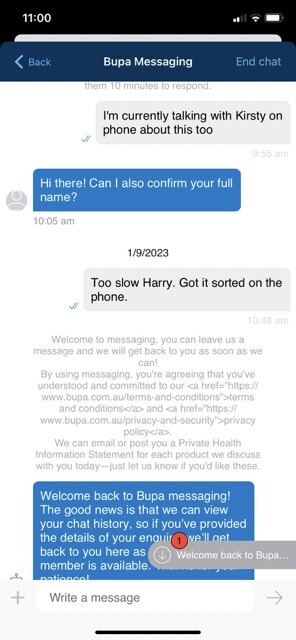 11:00
Back
Bupa Messaging
End chat
them 10 minutes to respond.
I'm currently talking with Kirsty on
phone about this too
9:55 am
Hi there! Can I also confirm your full
name?
10:05 am
1/9/2023
Too slow Harry. Got it sorted on the
phone.
10:48 am
Welcome to messaging, you can leave us a
message and we will get back to you as soon as we
can!
By using messaging, you're agreeing that you've
understood and committed to our <a href="https://
www.bupa.com.au/terms-and-conditions">terms
and conditions</a> and <a href="https://
www.bupa.com.au/privacy-and-security">privacy
policy</a>.
We can email or post you a Private Health
Information Statement for each product we discuss
with you today—just let us know if you'd like these.
Welcome back to Bupa messaging!
The good news is that we can view
your chat history, so if you've provided
the details of your we'll get
back to you here as
member is available.
patience!
1
Welcome back to Bupa...
Write a message